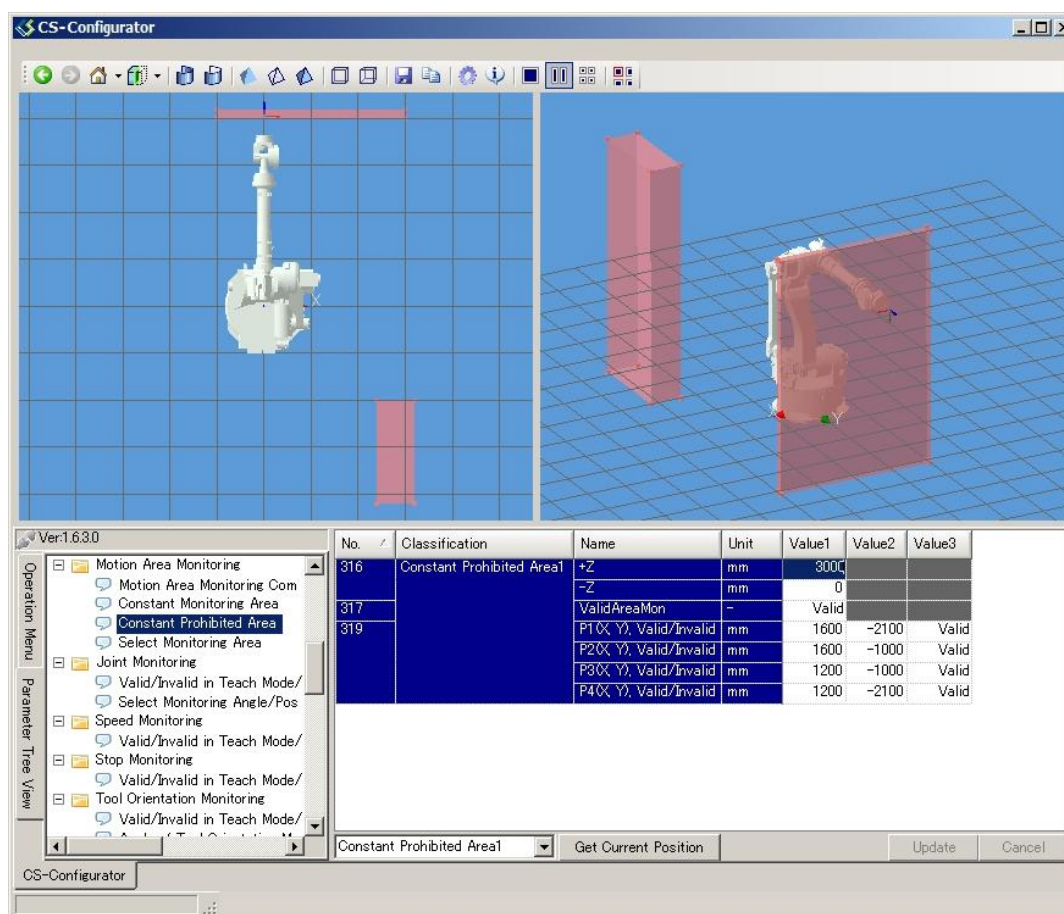 CS-Configurator
X
Y
Ver:1.6.3.0
Operation Menu
Parameter Tree View
Motion Area Monitoring
Motion Area Monitoring Com
Constant Monitoring Area
Constant Prohibited Area
Select Monitoring Area
Joint Monitoring
Valid/Invalid in Teach Mode/
Select Monitoring Angle/Pos
Speed Monitoring
Valid/Invalid in Teach Mode/
Stop Monitoring
Valid/Invalid in Teach Mode/
Tool Orientation Monitoring
Valid/Invalid in Teach Mode/
No. Classification Name Unit Value1 Value2 Value3
316 Constant Prohibited Area1 +Z mm 3000
-Z mm 0
317 ValidAreaMon - Valid
319 P1(X, Y), Valid/Invalid mm 1600 -2100 Valid
P2(X, Y), Valid/Invalid mm 1600 -1000 Valid
P3(X, Y), Valid/Invalid mm 1200 -1000 Valid
P4(X, Y), Valid/Invalid mm 1200 -2100 Valid
Constant Prohibited Area1 Get Current Position Update Cancel
CS-Configurator